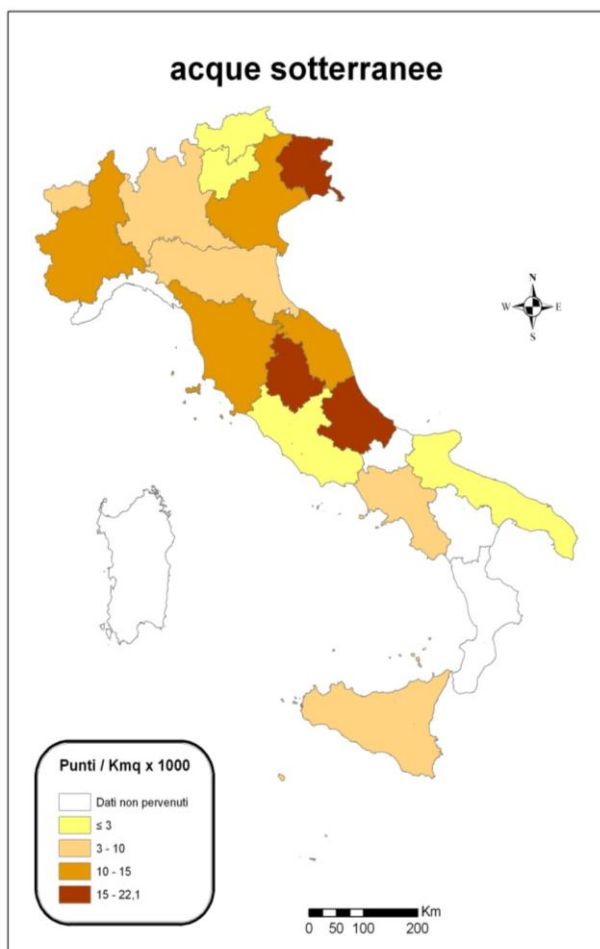 acque sotterranee
N
W E
S
Punti / Kmq x 1000
Dati non pervenuti
≤ 3
3 - 10
10 - 15
15 - 22,1
Km
0 50 100 200